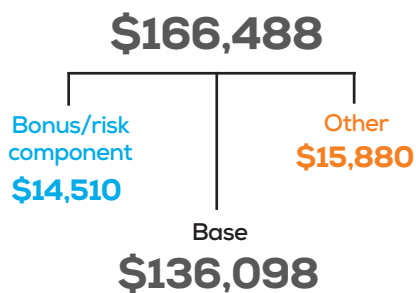 $166,488
Bonus/risk
component
$14,510
Other
$15,880
Base
$136,098